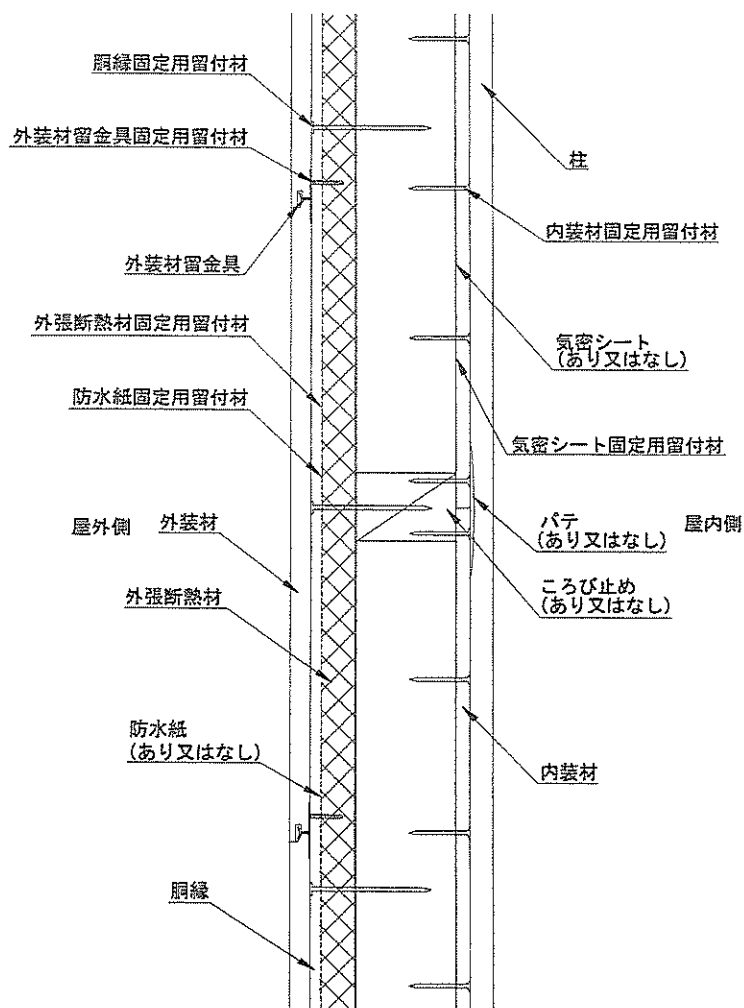 胴縁固定用留付材
外装材留金具固定用留付材
外装材留金具
外張断熱材固定用留付材
防水紙固定用留付材
屋外側
外装材
外張断熱材
防水紙
(あり又はなし)
胴縁
柱
内装材固定用留付材
気密シート
(あり又はなし)
気密シート固定用留付材
パテ
(あり又はなし)
屋内側
ころび止め
(あり又はなし)
内装材